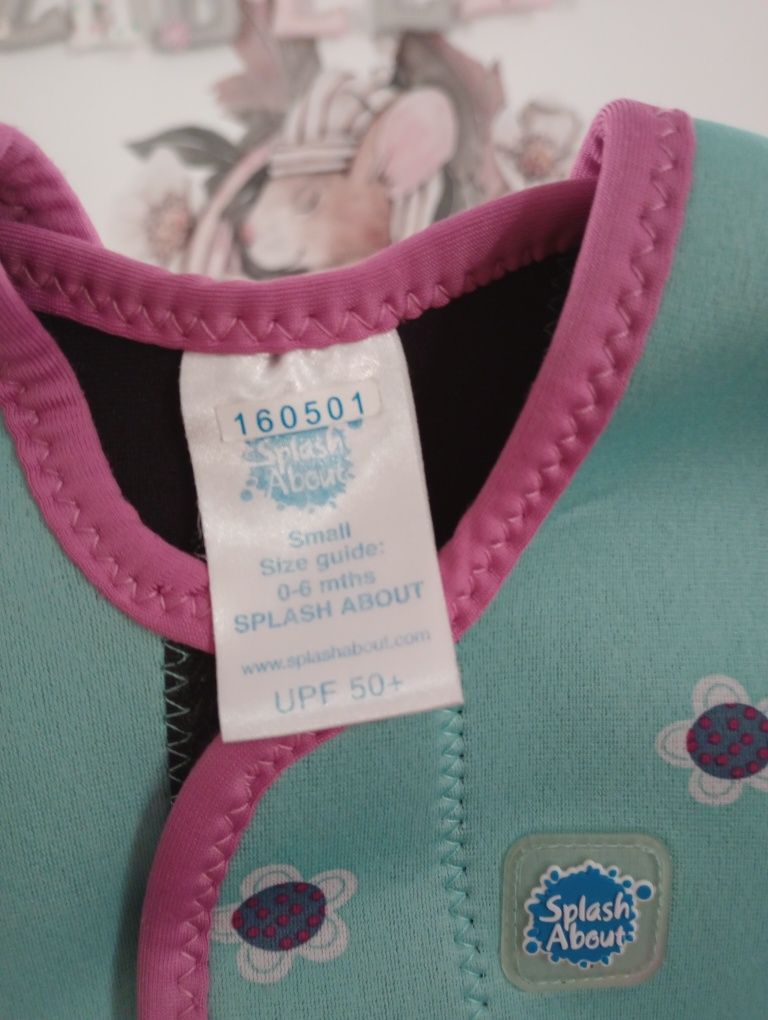 160501
Splash
About
Small
Size guide:
0-6 mths
SPLASH ABOUT
www.splashabout.com
UPF 50+
Splash
About